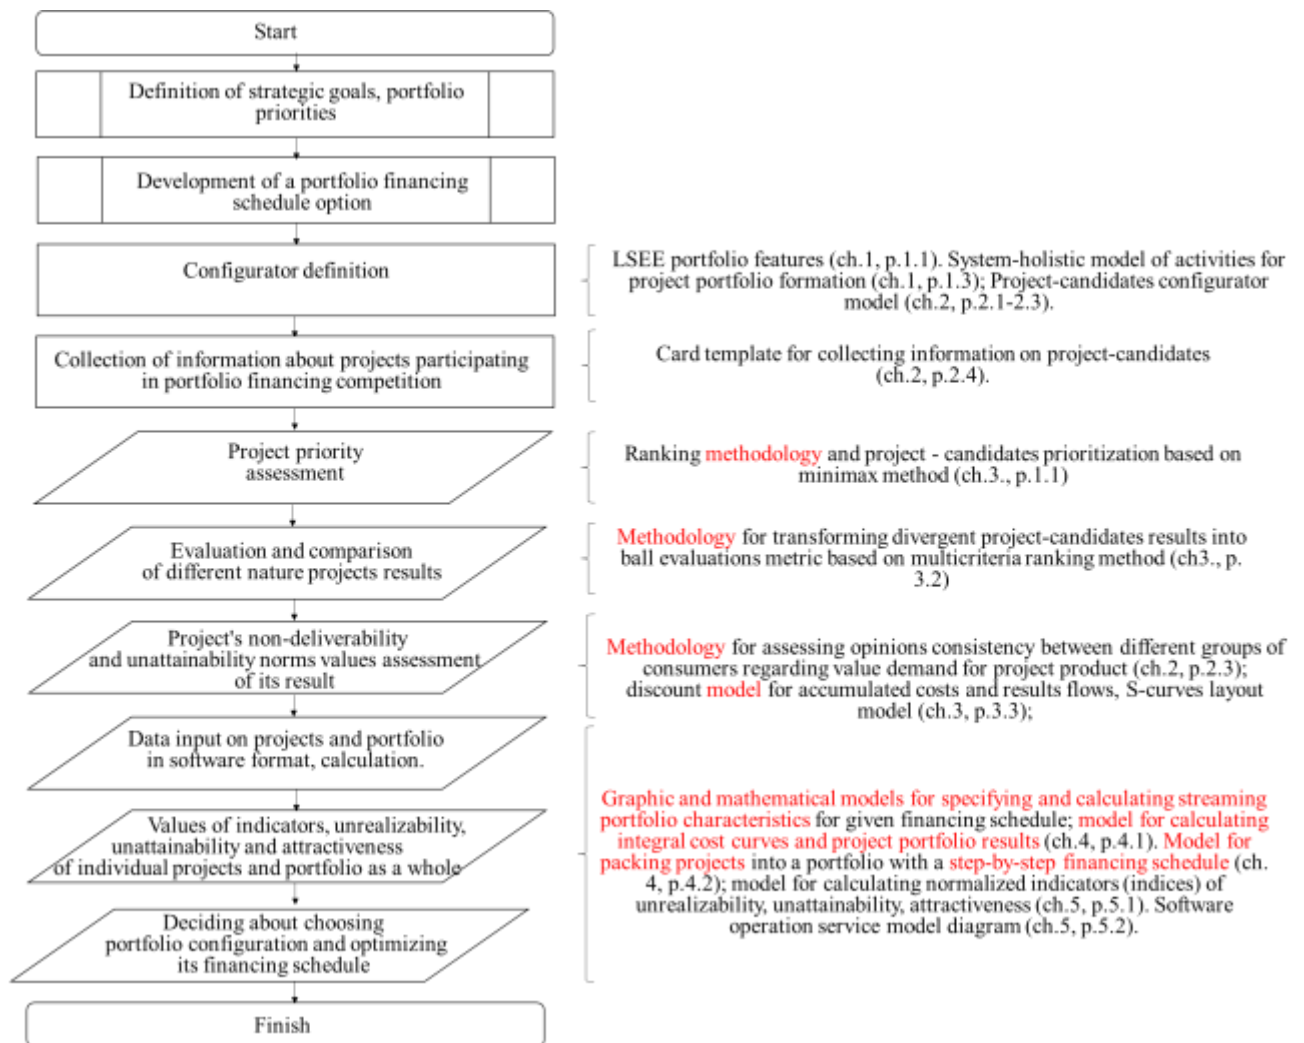 Start
Definition of strategic goals, portfolio
priorities
Development of a portfolio financing
schedule option
Configurator definition
LSEE portfolio features (ch.1, p.1.1). System-holistic model of activities for
project portfolio formation (ch.1, p.1.3); Project-candidates configurator
model (ch.2, p.2.1-2.3).
Collection of information about projects participating
in portfolio financing competition
Card template for collecting information on project-candidates
(ch.2, p.2.4).
Project priority
assessment
Ranking methodology and project - candidates prioritization based on
minimax method (ch.3., p.1.1)
Evaluation and comparison
of different nature projects results
Methodology for transforming divergent project-candidates results into
ball evaluations metric based on multicriteria ranking method (ch3., p.
3.2)
Project's non-deliverability
and unattainability norms values assessment
of its result
Methodology for assessing opinions consistency between different groups of
consumers regarding value demand for project product (ch.2, p.2.3);
discount model for accumulated costs and results flows, S-curves layout
model (ch.3, p.3.3);
Data input on projects and portfolio
in software format, calculation.
Values of indicators, unrealizability,
unattainability and attractiveness
of individual projects and portfolio as a whole
Graphic and mathematical models for specifying and calculating streaming
portfolio characteristics for given financing schedule; model for calculating
integral cost curves and project portfolio results (ch.4, p.4.1). Model for
packing projects into a portfolio with a step-by-step financing schedule (ch.
4, p.4.2); model for calculating normalized indicators (indices) of
unrealizability, unattainability, attractiveness (ch.5, p.5.1). Software
operation service model diagram (ch.5, p.5.2).
Deciding about choosing
portfolio configuration and optimizing
its financing schedule
Finish